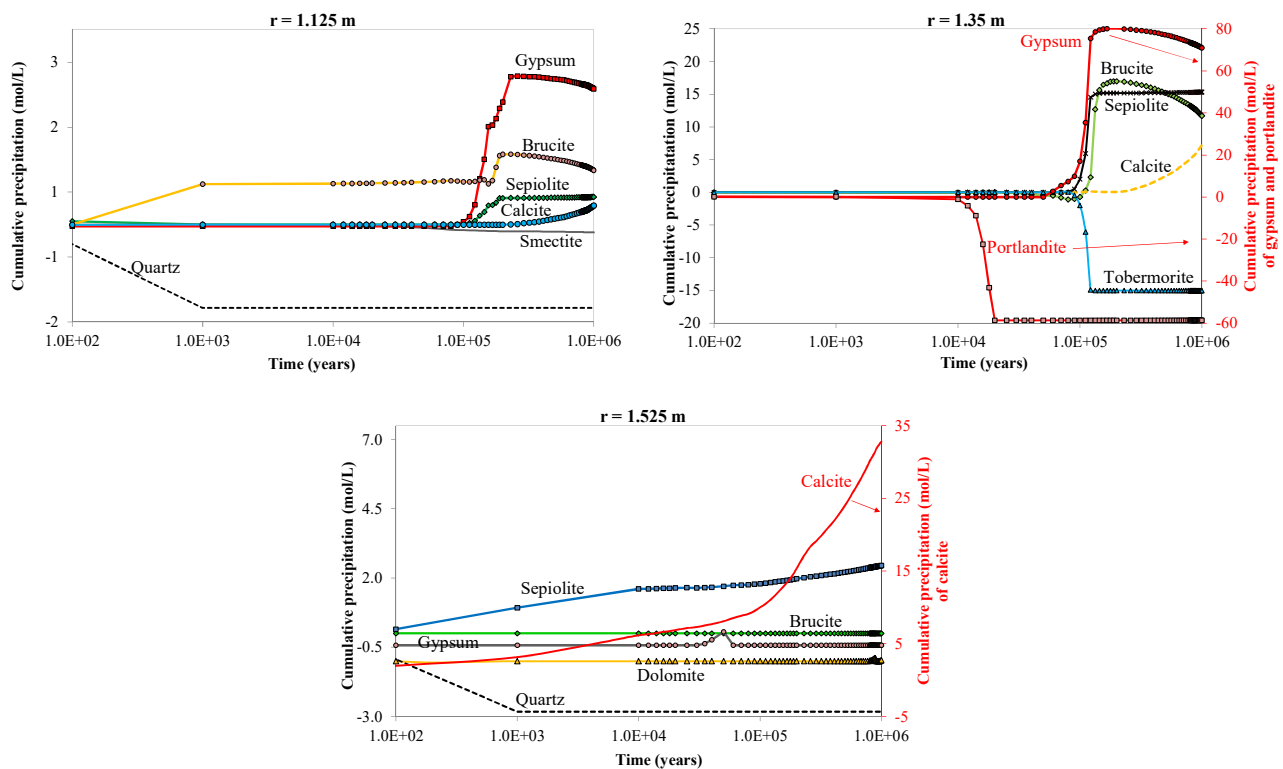 r = 1.125 m
Cumulative precipitation (mol/L)
3
1
-1
-2
Gypsum
Brucite
Sepiolite
Calcite
Smectite
Quartz
1.0E+02
1.0E+03
1.0E+04
1.0E+05
1.0E+06
Time (years)
r = 1.35 m
Cumulative precipitation (mol/L)
25
20
15
10
5
0
-5
-10
-15
-20
Gypsum
Brucite
Sepiolite
Calcite
Portlandite
Tobermorite
80
60
40
20
0
-20
-40
-60
Cumulative precipitation (mol/L)
of gypsum and portlandite
1.0E+02
1.0E+03
1.0E+04
1.0E+05
1.0E+06
Time (years)
r = 1.525 m
Cumulative precipitation (mol/L)
7.0
4.5
2.0
-0.5
-3.0
Calcite
Sepiolite
Brucite
Gypsum
Dolomite
Quartz
35
25
15
5
-5
Cumulative precipitation (mol/L)
of calcite
1.0E+02
1.0E+03
1.0E+04
1.0E+05
1.0E+06
Time (years)